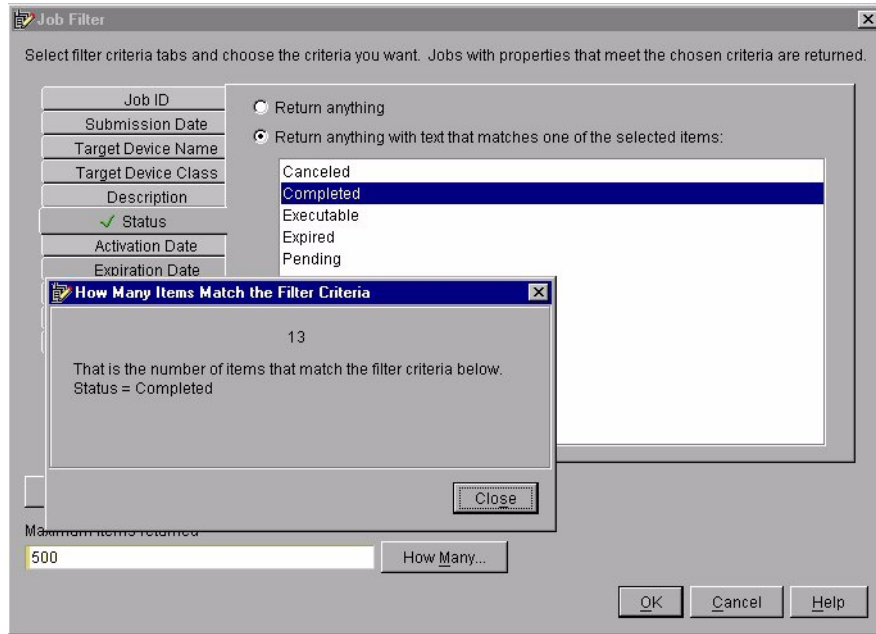 Job Filter
Select filter criteria tabs and choose the criteria you want. Jobs with properties that meet the chosen criteria are returned.
Job ID
Submission Date
Target Device Name
Target Device Class
Description
Status
Activation Date
Expiration Date
Return anything
Return anything with text that matches one of the selected items:
Canceled
Completed
Executable
Expired
Pending
How Many Items Match the Filter Criteria
13
That is the number of items that match the filter criteria below.
Status = Completed
Close
Maximum items returned
500
How Many...
OK
Cancel
Help